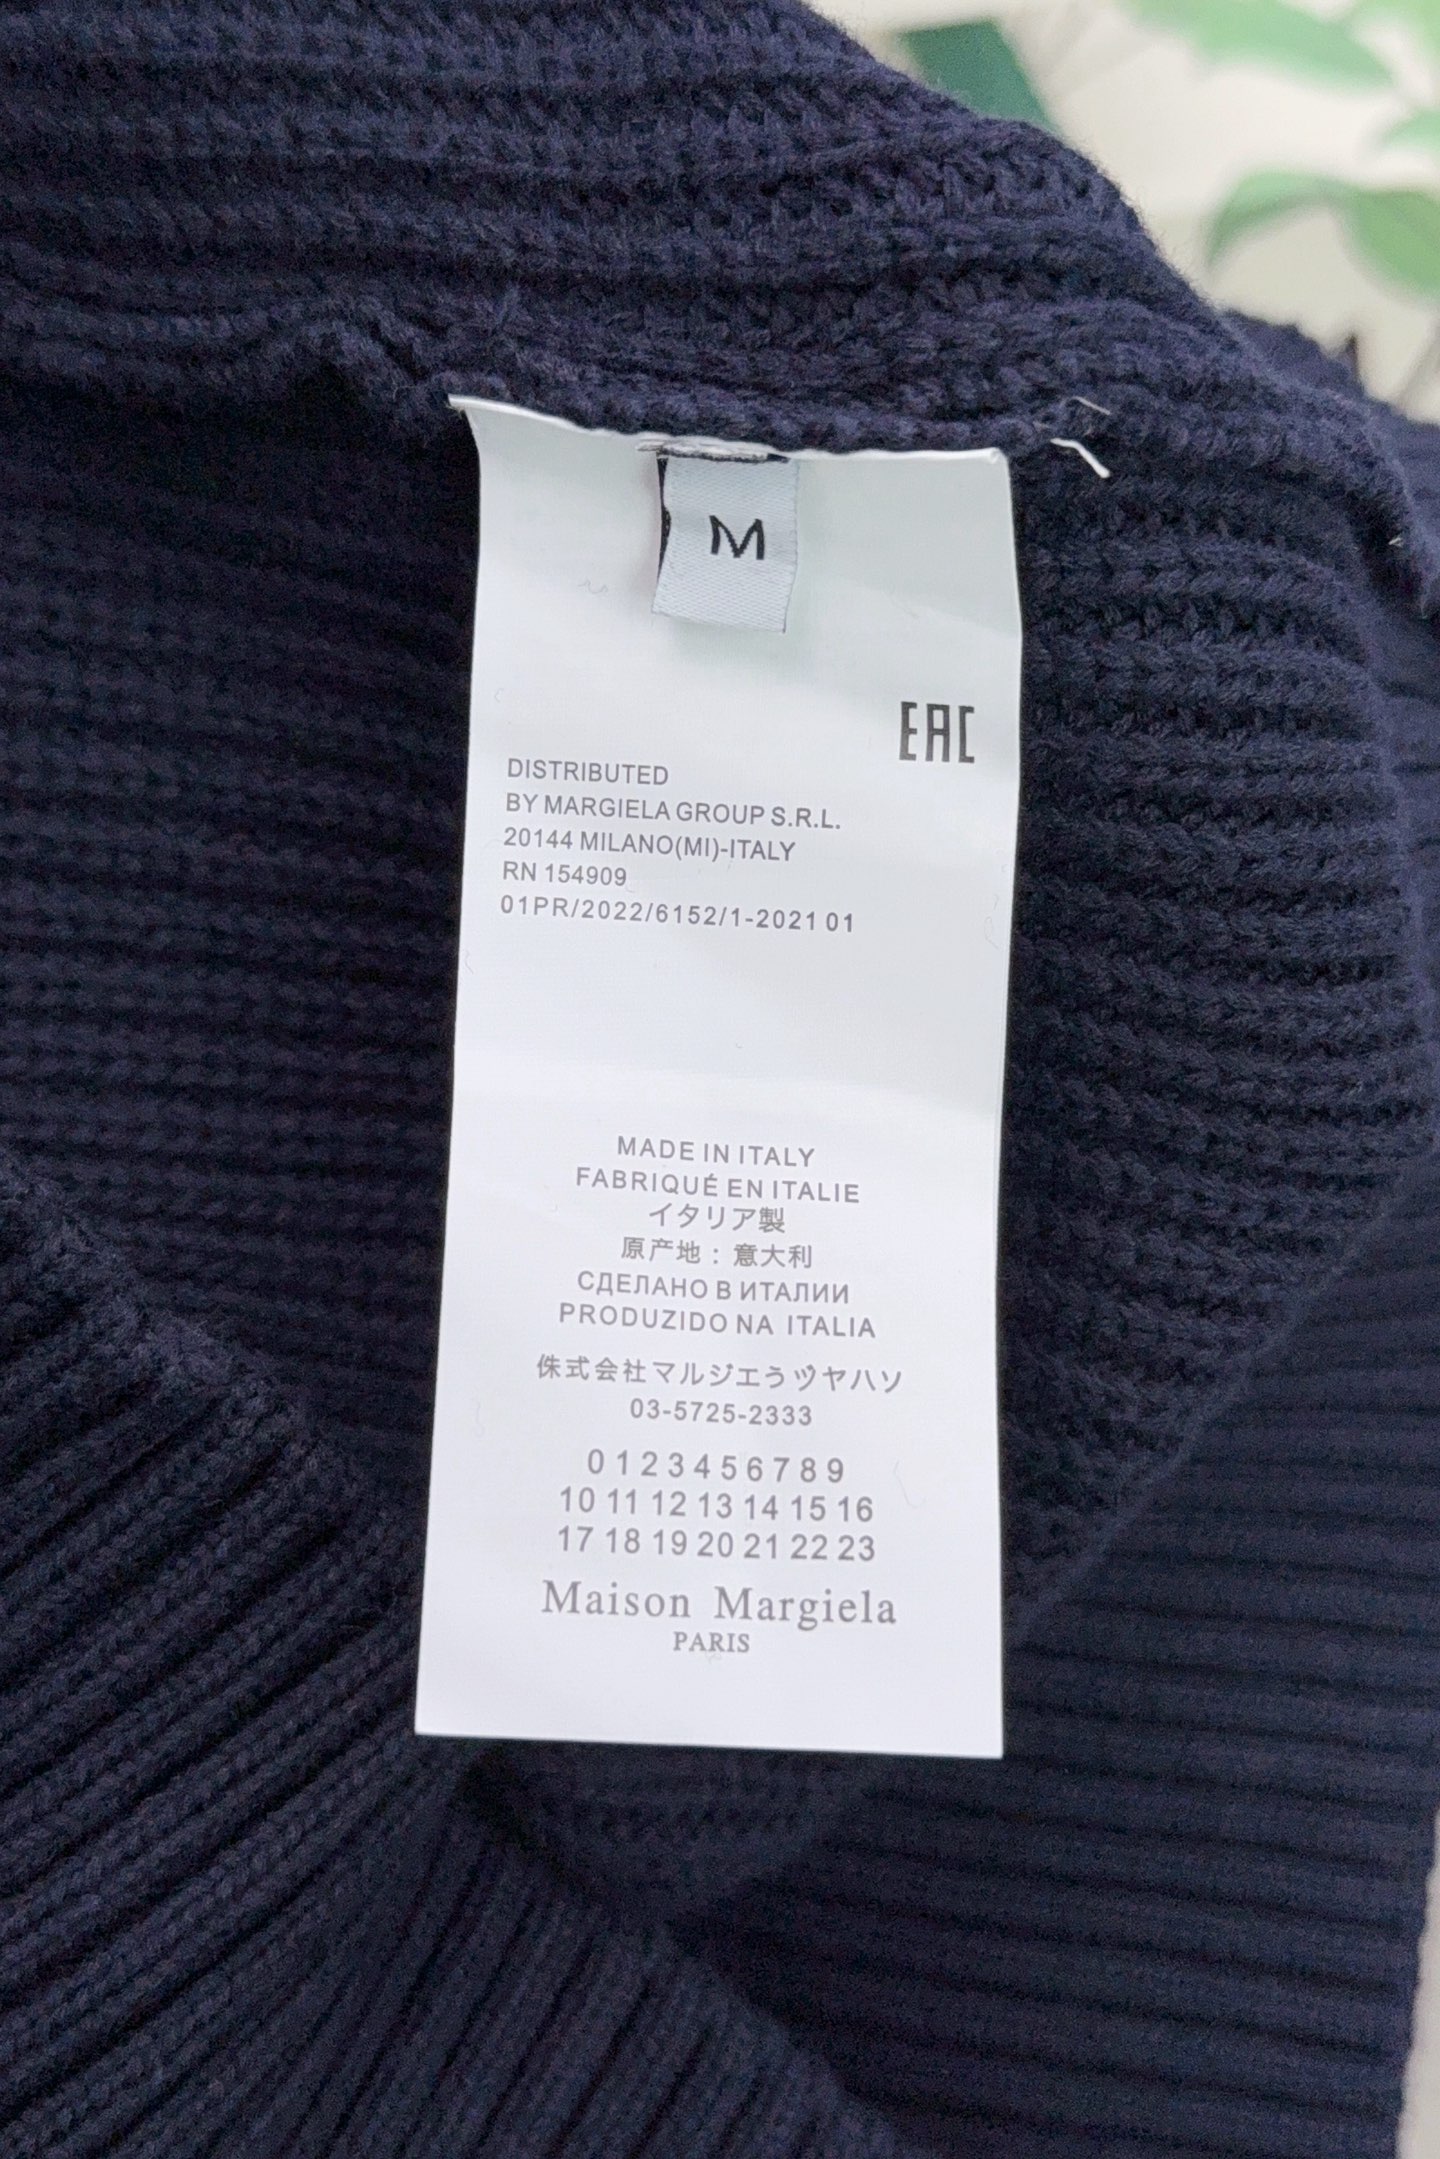 M
EAC
DISTRIBUTED
BY MARGIELA GROUP S.R.L.
20144 MILANO(MI)-ITALY
RN 154909
01PR/2022/6152/1-2021 01
MADE IN ITALY
FABRIQUÉ EN ITALIE
イタリア製
原产地：意大利
СДЕЛАНО В ИТАЛИИ
PRODUZIDO NA ITALIA
侏式会社マルジエうヅヤハソ
03-5725-2333
0 1 2 3 4 5 6 7 8 9
10 11 12 13 14 15 16
17 18 19 20 21 22 23
Maison Margiela
PARIS